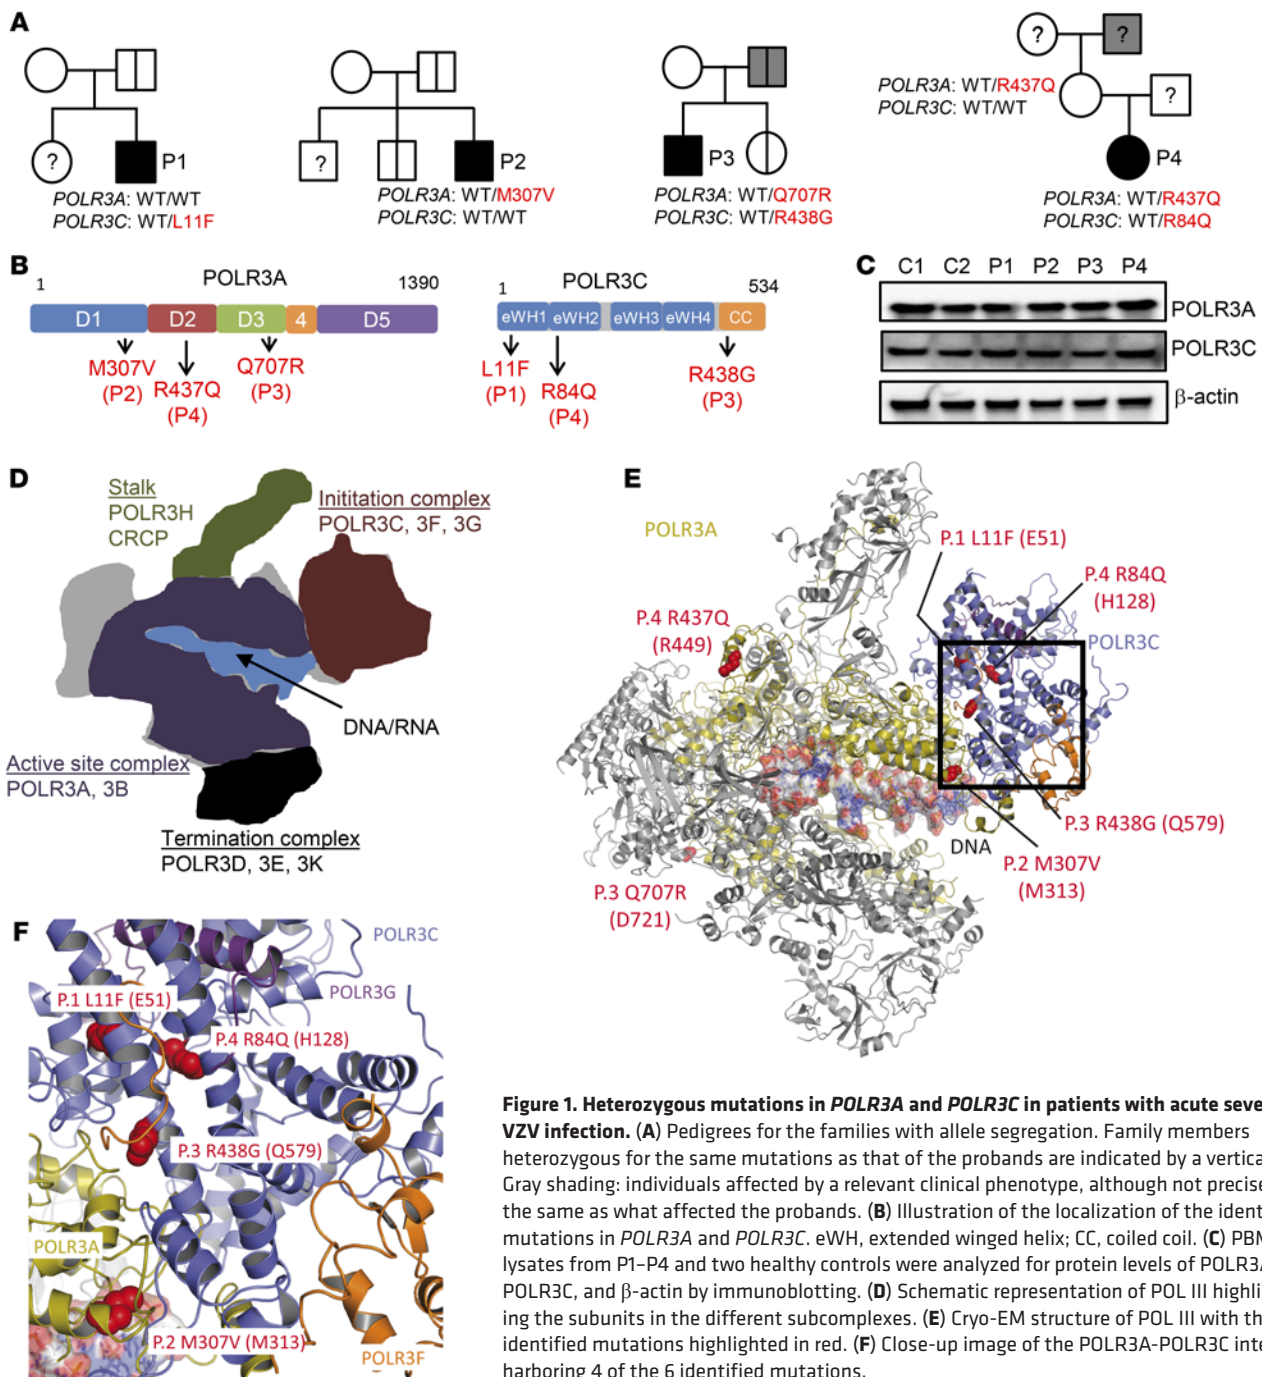 A
?
P1
POLR3A: WT/WT
POLR3C: WT/L11F
?
P2
POLR3A: WT/M307V
POLR3C: WT/WT
P3
POLR3A: WT/Q707R
POLR3C: WT/R438G
? ?
POLR3A: WT/R437Q
POLR3C: WT/WT
?
P4
POLR3A: WT/R437Q
POLR3C: WT/R84Q
B
1 POLR3A 1390
D1 D2 D3 4 D5
M307V
(P2)
R437Q
(P4)
Q707R
(P3)
1 POLR3C 534
eWH1 eWH2 eWH3 eWH4 CC
L11F
(P1)
R84Q
(P4)
R438G
(P3)
C
C1 C2 P1 P2 P3 P4
POLR3A
POLR3C
β-actin
D
Stalk
POLR3H
CRCP
Inititation complex
POLR3C, 3F, 3G
DNA/RNA
Active site complex
POLR3A, 3B
Termination complex
POLR3D, 3E, 3K
E
POLR3A
P.1 L11F (E51)
P.4 R84Q
(H128)
POLR3C
P.4 R437Q
(R449)
P.3 R438G (Q579)
DNA
P.2 M307V
(M313)
P.3 Q707R
(D721)
F
POLR3C
P.1 L11F (E51)
POLR3G
P.4 R84Q (H128)
P.3 R438G (Q579)
POLR3A
P.2 M307V (M313)
POLR3F
Figure 1. Heterozygous mutations in POLR3A and POLR3C in patients with acute seve
VZV infection. (A) Pedigrees for the families with allele segregation. Family members
heterozygous for the same mutations as that of the probands are indicated by a vertica
Gray shading: individuals affected by a relevant clinical phenotype, although not precise
the same as what affected the probands. (B) Illustration of the localization of the ident
mutations in POLR3A and POLR3C. eWH, extended winged helix; CC, coiled coil. (C) PBM
lysates from P1–P4 and two healthy controls were analyzed for protein levels of POLR3A
POLR3C, and β-actin by immunoblotting. (D) Schematic representation of POL III highli
ing the subunits in the different subcomplexes. (E) Cryo-EM structure of POL III with th
identified mutations highlighted in red. (F) Close-up image of the POLR3A-POLR3C inte
harboring 4 of the 6 identified mutations.